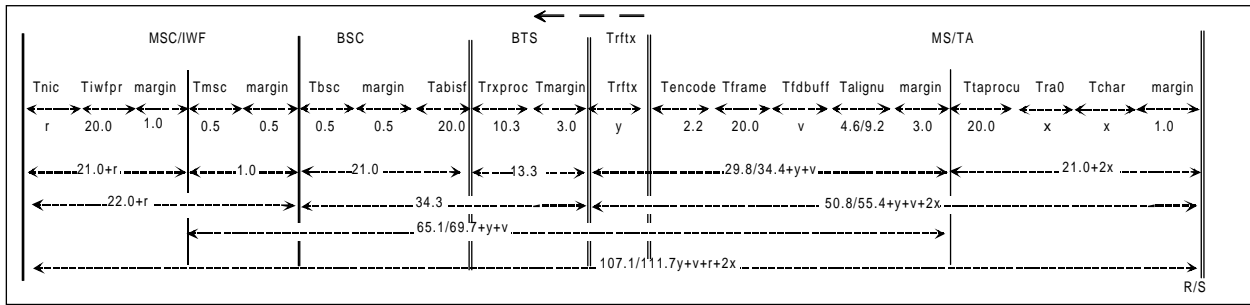 MSC/IWF BSC BTS Trftx MS/TA
Tnic Tiwfpr margin Tmsc margin Tbsc margin Tabisf Trxproc Tmargin Trftx Tencode Tframe Tfdbuff Talignu margin Ttaprocu Tra0 Tchar margin
r 20.0 1.0 0.5 0.5 0.5 0.5 20.0 10.3 3.0 y 2.2 20.0 v 4.6/9.2 3.0 20.0 x x 1.0
21.0+r 1.0 21.0 13.3 29.8/34.4+y+v 21.0+2x
22.0+r 34.3 50.8/55.4+y+v+2x
65.1/69.7+y+v
107.1/111.7y+v+r+2x
R/S